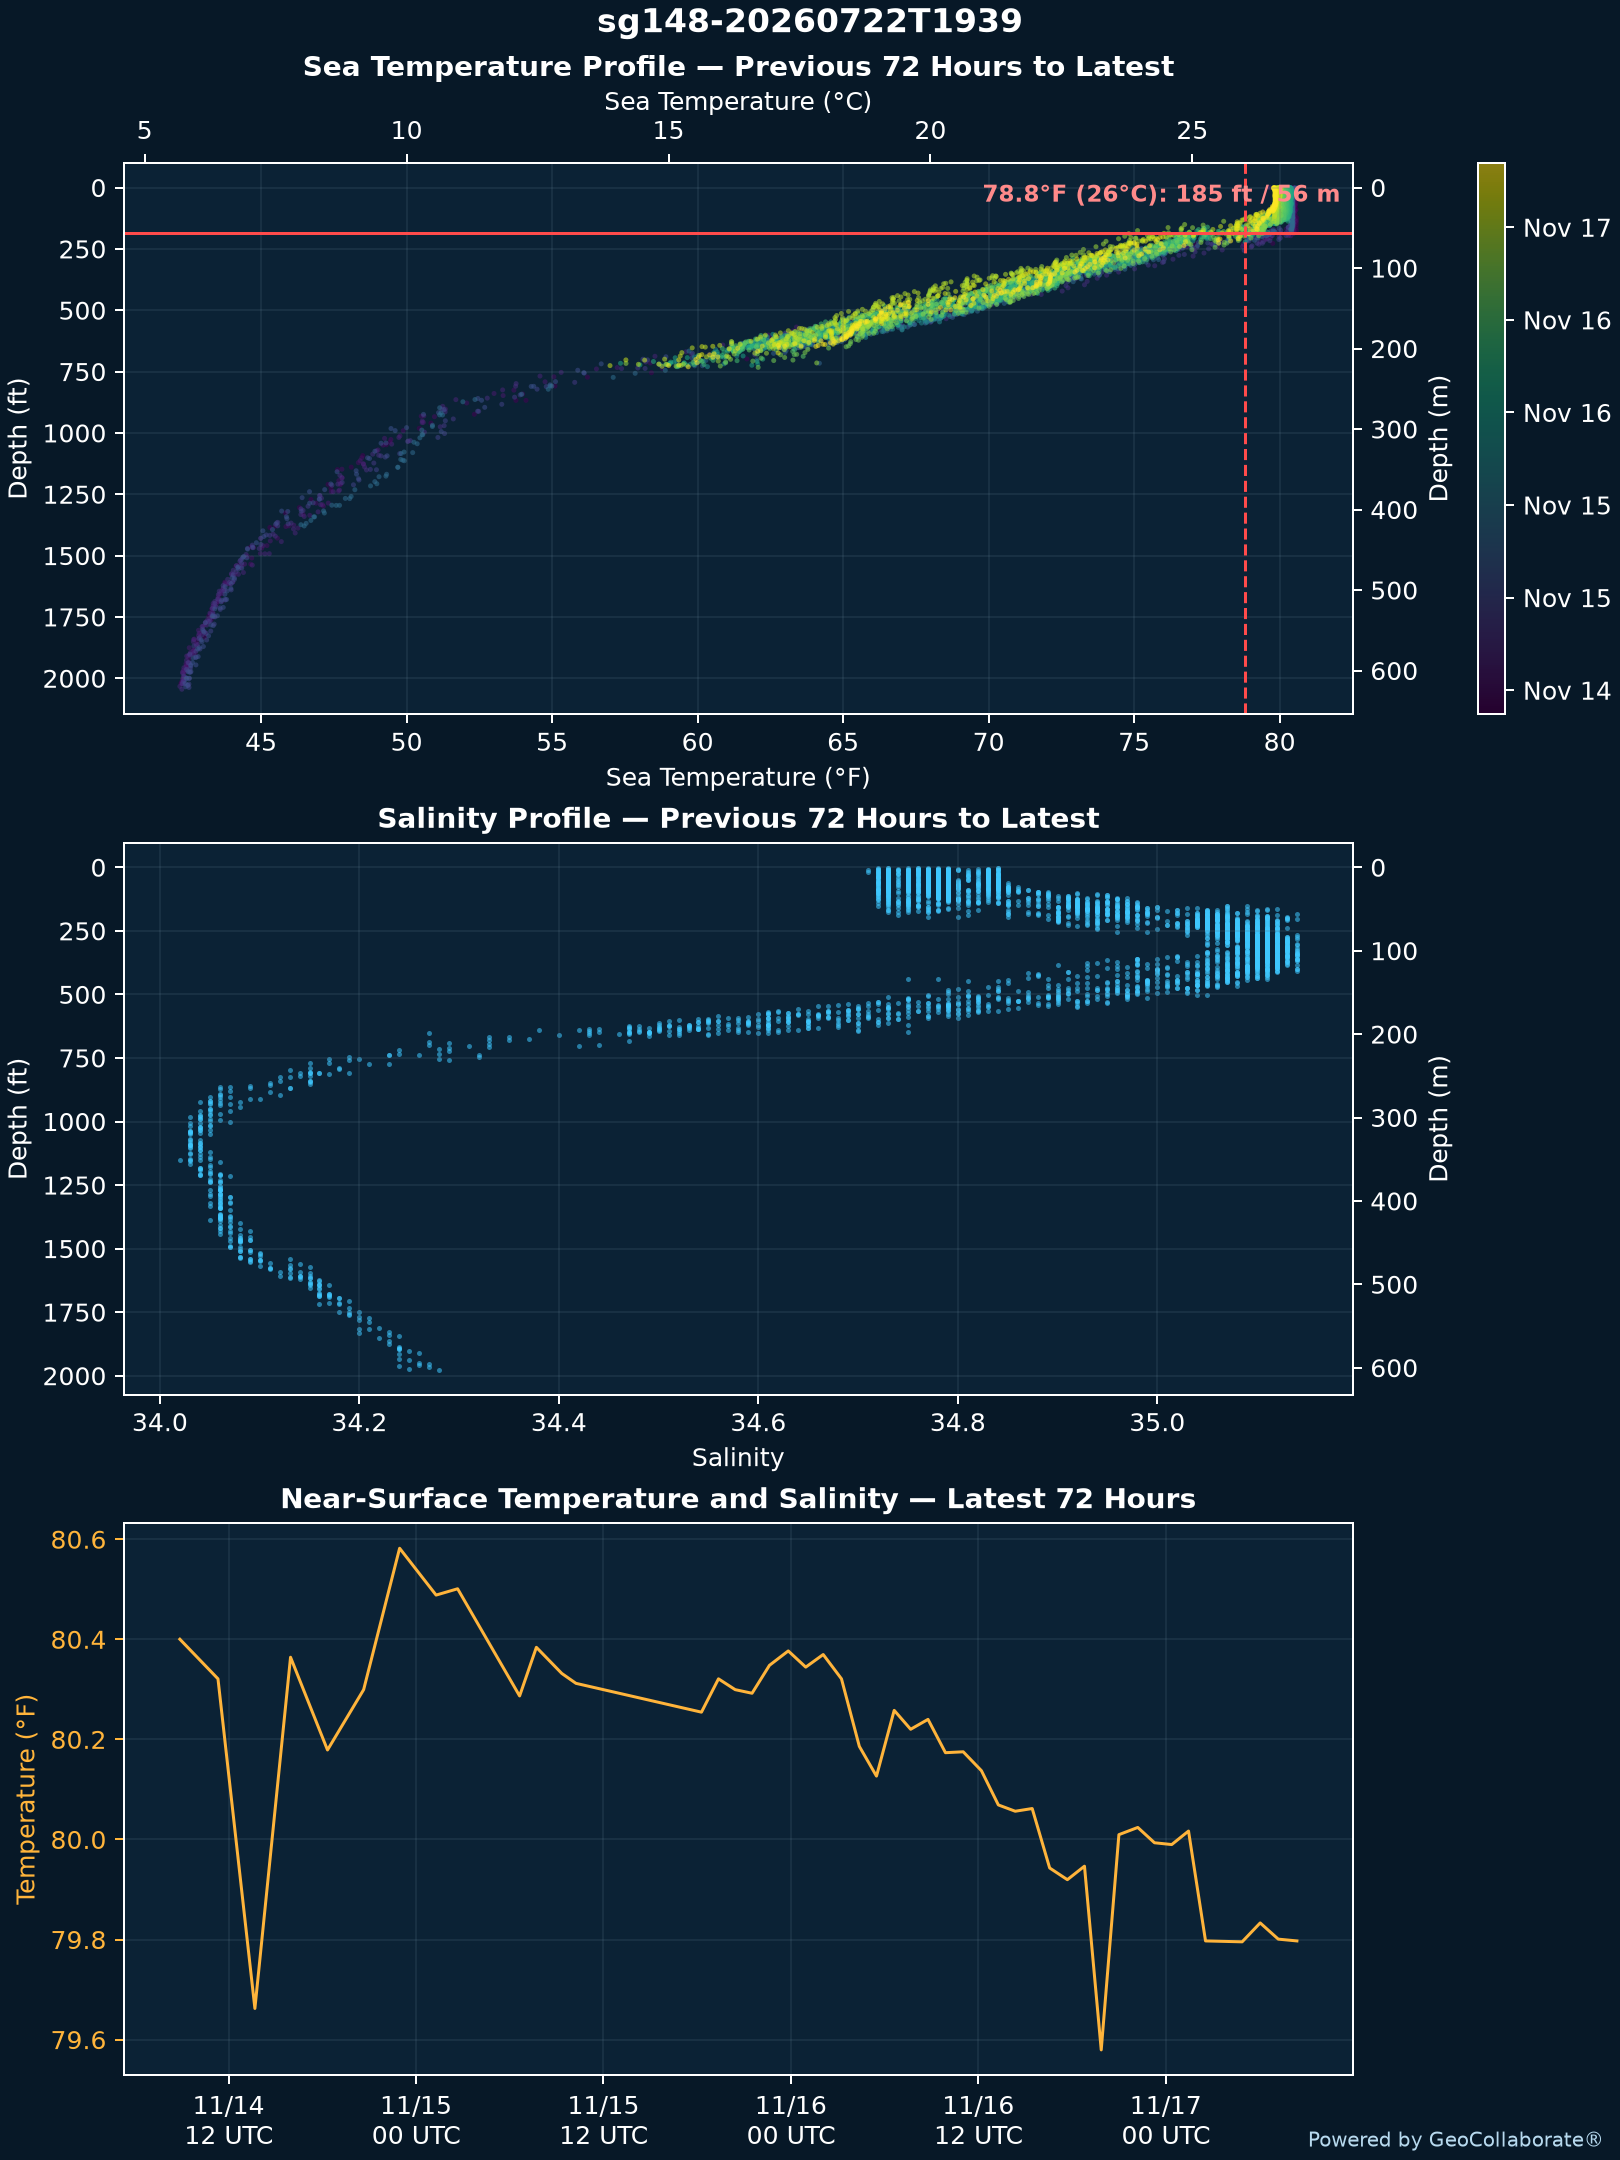 sg148-20260722T1939
Sea Temperature Profile — Previous 72 Hours to Latest
Sea Temperature (°C)
5 10 15 20 25
78.8°F (26°C): 185 ft / 56 m
Depth (ft)
0
250
500
750
1000
1250
1500
1750
2000
0
100
200
300
400
500
600
Depth (m)
Nov 17
Nov 16
Nov 16
Nov 15
Nov 15
Nov 14
45 50 55 60 65 70 75 80
Sea Temperature (°F)
Salinity Profile — Previous 72 Hours to Latest
Depth (ft)
0
250
500
750
1000
1250
1500
1750
2000
0
100
200
300
400
500
600
Depth (m)
34.0 34.2 34.4 34.6 34.8 35.0
Salinity
Near-Surface Temperature and Salinity — Latest 72 Hours
Temperature (°F)
80.6
80.4
80.2
80.0
79.8
79.6
11/14 11/15 11/15 11/16 11/16 11/17
12 UTC 00 UTC 12 UTC 00 UTC 12 UTC 00 UTC
Powered by GeoCollaborate®